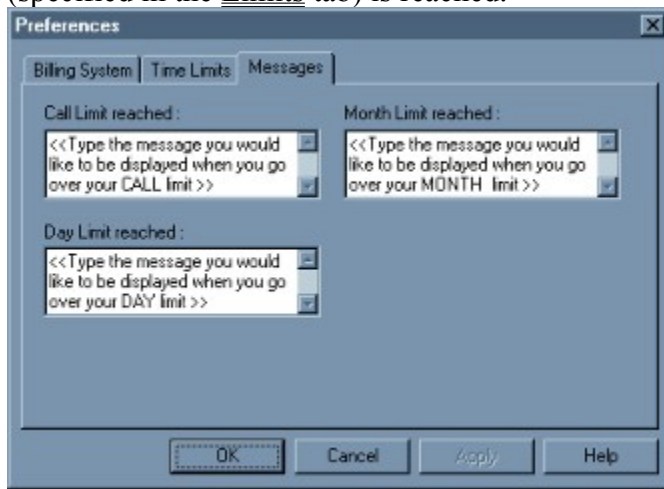 (specified in the Limits tab) is reached.
Preferences
Billing System Time Limits Messages
Call Limit reached :
<<Type the message you would
like to be displayed when you go
over your CALL limit >>
Month Limit reached :
<<Type the message you would
like to be displayed when you go
over your MONTH limit >>
Day Limit reached :
<<Type the message you would
like to be displayed when you go
over your DAY limit >>
OK Cancel Apply Help